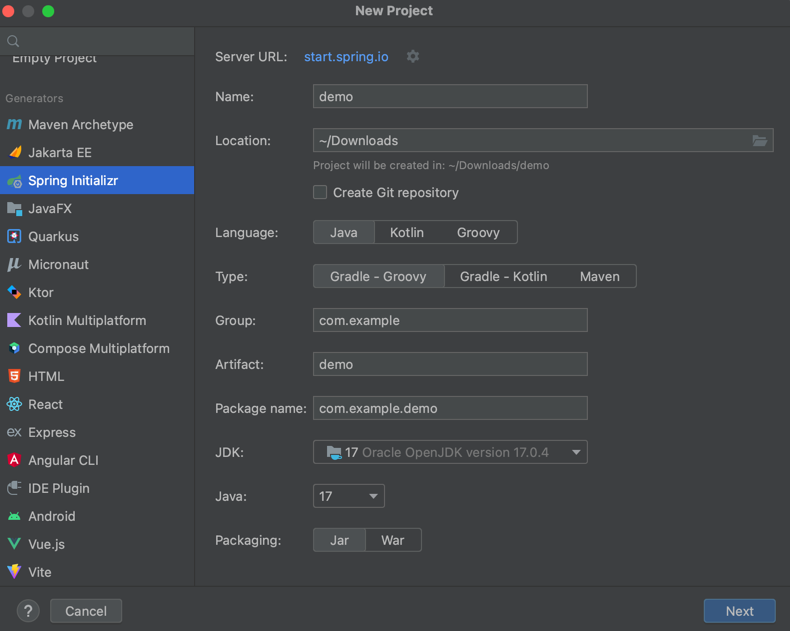 New Project
Empty Project
Generators
Maven Archetype
Jakarta EE
Spring Initializr
JavaFX
Quarkus
Micronaut
Ktor
Kotlin Multiplatform
Compose Multiplatform
HTML
React
ex Express
Angular CLI
IDE Plugin
Android
Vue.js
Vite
Server URL: start.spring.io
Name: demo
Location: ~/Downloads
Project will be created in: ~/Downloads/demo
Create Git repository
Language: Java Kotlin Groovy
Type: Gradle - Groovy Gradle - Kotlin Maven
Group: com.example
Artifact: demo
Package name: com.example.demo
JDK: 17 Oracle OpenJDK version 17.0.4
Java: 17
Packaging: Jar War
? Cancel Next